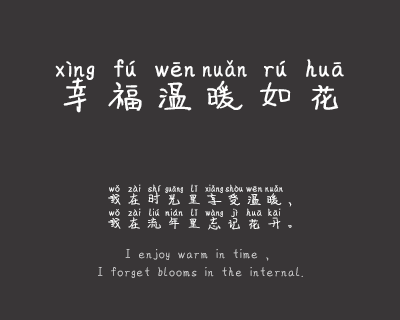 xìng fú wēn nuǎn rú huā
幸福温暖如花
wǒ zài shí guāng lǐ xiǎng shòu wēn nuǎn
我在时光里享受温暖，
wǒ zài liú nián lǐ wàng jì huā kāi
我在流年里忘记花开。
I enjoy warm in time ,
I forget blooms in the internal.